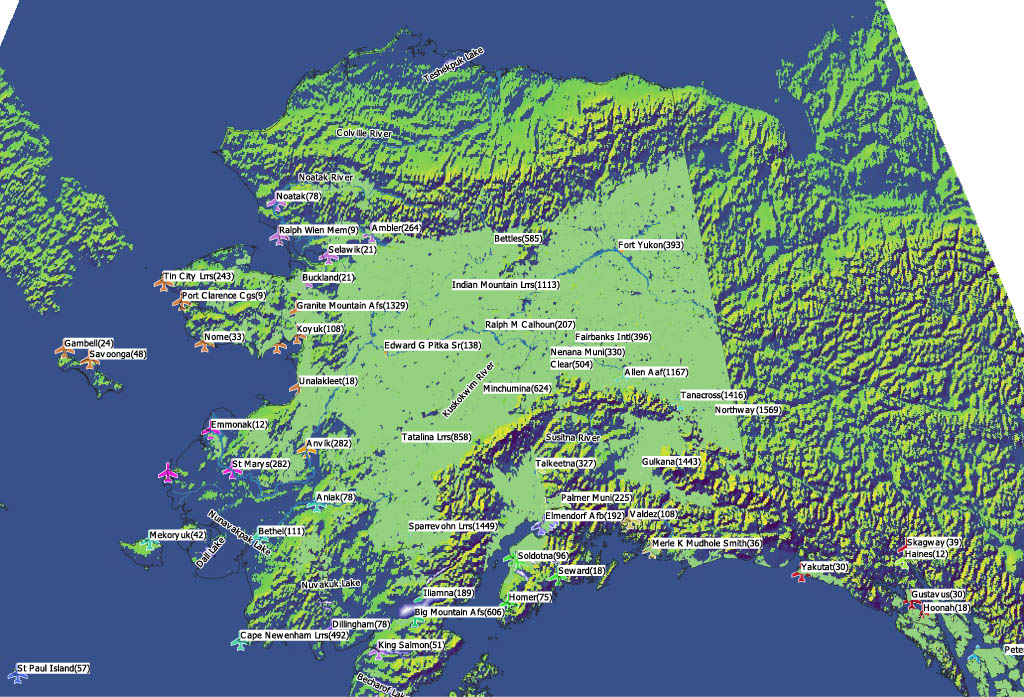 Teshekpuk Lake
Colville River
Noatak River
Noatak(78)
Ralph Wien Mem(9)
Ambler(264)
Selawik(21)
Bettles(585)
Fort Yukon(393)
Tin City Lrrs(243)
Buckland(21)
Indian Mountain Lrrs(1113)
Port Clarence Cgs(9)
Granite Mountain Afs(1329)
Koyuk(108)
Ralph M Calhoun(207)
Nome(33)
Fairbanks Intl(396)
Gambell(24)
Edward G Pitka Sr(138)
Savoonga(48)
Nenana Muni(330)
Clear(504)
Allen Aaf(1167)
Unalakleet(18)
Kuskokwim River
Minchumina(624)
Tanacross(1416)
Northway(1569)
Emmonak(12)
Anvik(282)
Tatalina Lrrs(858)
Susitna River
St Marys(282)
Talkeetna(327)
Gulkana(1443)
Aniak(78)
Palmer Muni(225)
Nunavakpak Lake
Elmendorf Afb(192)
Valdez(108)
Sparrevohn Lrrs(1449)
Mekoryuk(42)
Bethel(111)
Dall Lake
Merle K Mudhole Smith(36)
Skagway(39)
Haines(12)
Soldotna(96)
Seward(18)
Yakutat(30)
Nuvakuk Lake
Iliamna(189)
Homer(75)
Gustavus(30)
Hoonah(18)
Big Mountain Afs(606)
Dillingham(78)
Cape Newenham Lrrs(492)
King Salmon(51)
Pete
St Paul Island(57)
Becharof Lak